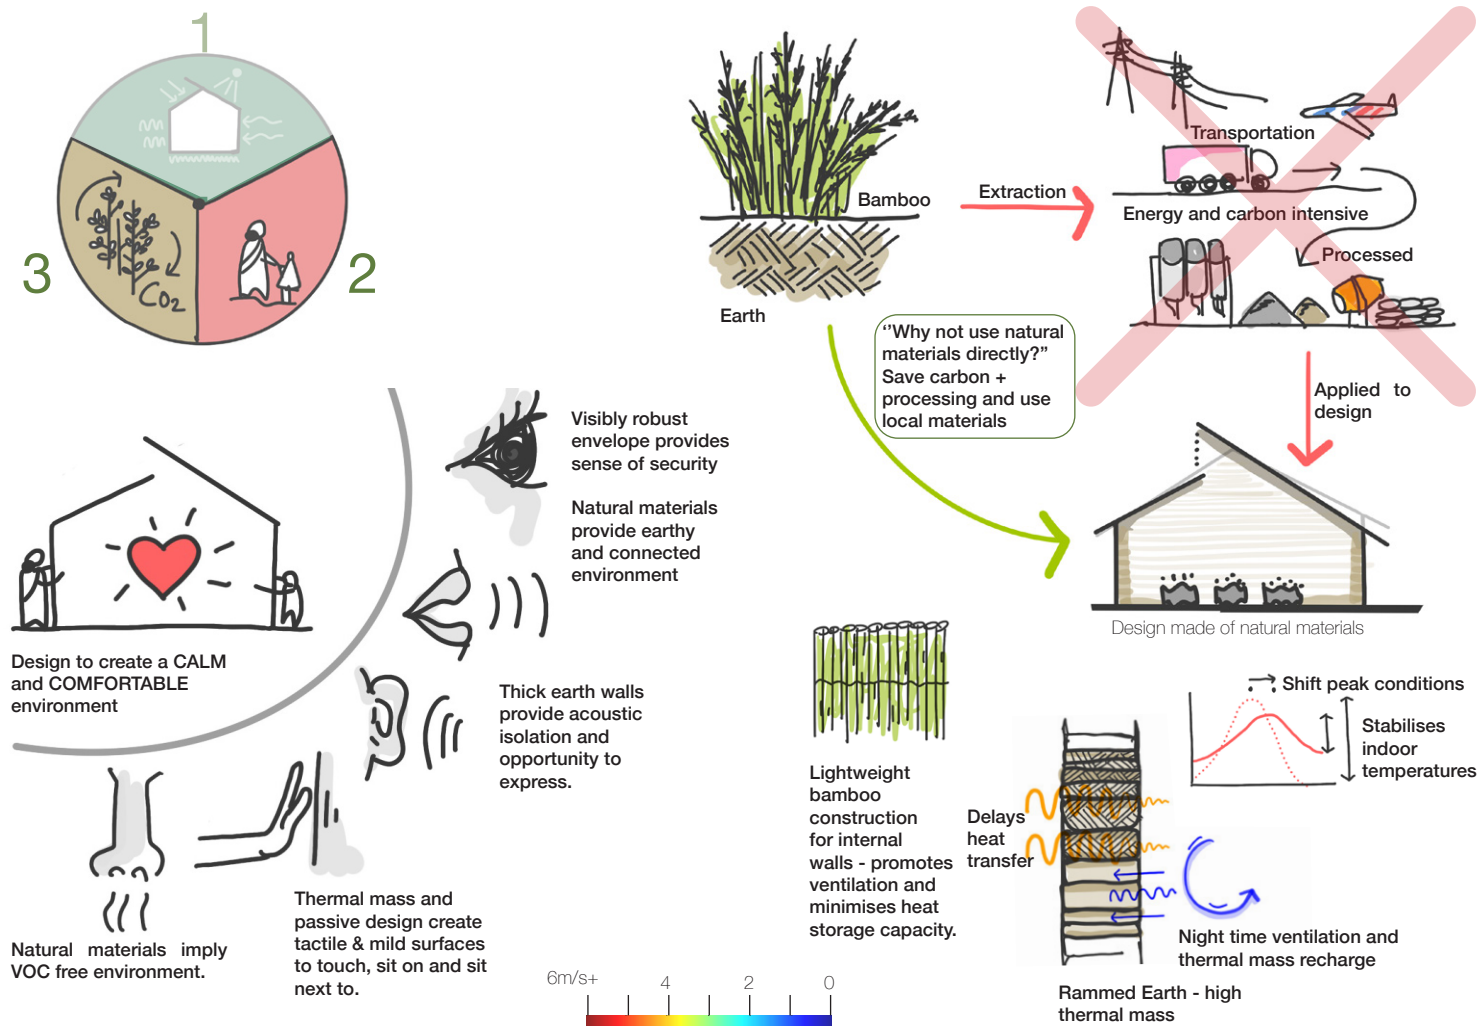 1
3
2
CO2
Bamboo
Earth
Extraction
Transportation
Energy and carbon intensive
Processed
‘’Why not use natural
materials directly?”
Save carbon +
processing and use
local materials
Applied to
design
Design made of natural materials
Visibly robust
envelope provides
sense of security
Natural materials
provide earthy
and connected
environment
Design to create a CALM
and COMFORTABLE
environment
Thick earth walls
provide acoustic
isolation and
opportunity to
express.
Natural materials imply
VOC free environment.
Thermal mass and
passive design create
tactile & mild surfaces
to touch, sit on and sit
next to.
Lightweight
bamboo
construction
for internal
walls - promotes
ventilation and
minimises heat
storage capacity.
Delays
heat
transfer
Shift peak conditions
Stabilises
indoor
temperatures
Night time ventilation and
thermal mass recharge
Rammed Earth - high
thermal mass
6m/s+ 4 2 0